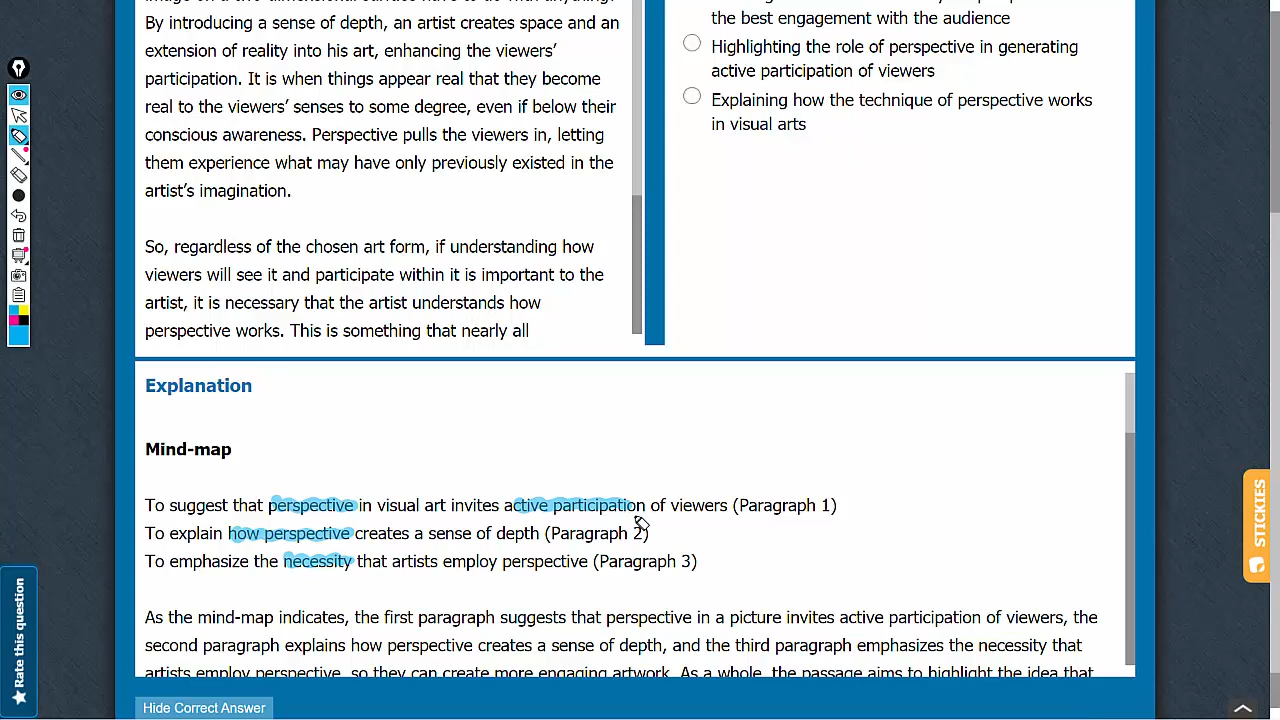 By introducing a sense of depth, an artist creates space and an
extension of reality into his art, enhancing the viewers'
participation. It is when things appear real that they become
real to the viewers' senses to some degree, even if below their
conscious awareness. Perspective pulls the viewers in, letting
them experience what may have only previously existed in the
artist's imagination.
So, regardless of the chosen art form, if understanding how
viewers will see it and participate within it is important to the
artist, it is necessary that the artist understands how
perspective works. This is something that nearly all
the best engagement with the audience
Highlighting the role of perspective in generating
active participation of viewers
Explaining how the technique of perspective works
in visual arts
Explanation
Mind-map
To suggest that perspective in visual art invites active participation of viewers (Paragraph 1)
To explain how perspective creates a sense of depth (Paragraph 2)
To emphasize the necessity that artists employ perspective (Paragraph 3)
As the mind-map indicates, the first paragraph suggests that perspective in a picture invites active participation of viewers, the
second paragraph explains how perspective creates a sense of depth, and the third paragraph emphasizes the necessity that
artists employ perspective, so they can create more engaging artwork. As a whole, the passage aims to highlight the idea that
Hide Correct Answer
Rate this question
STICKIES